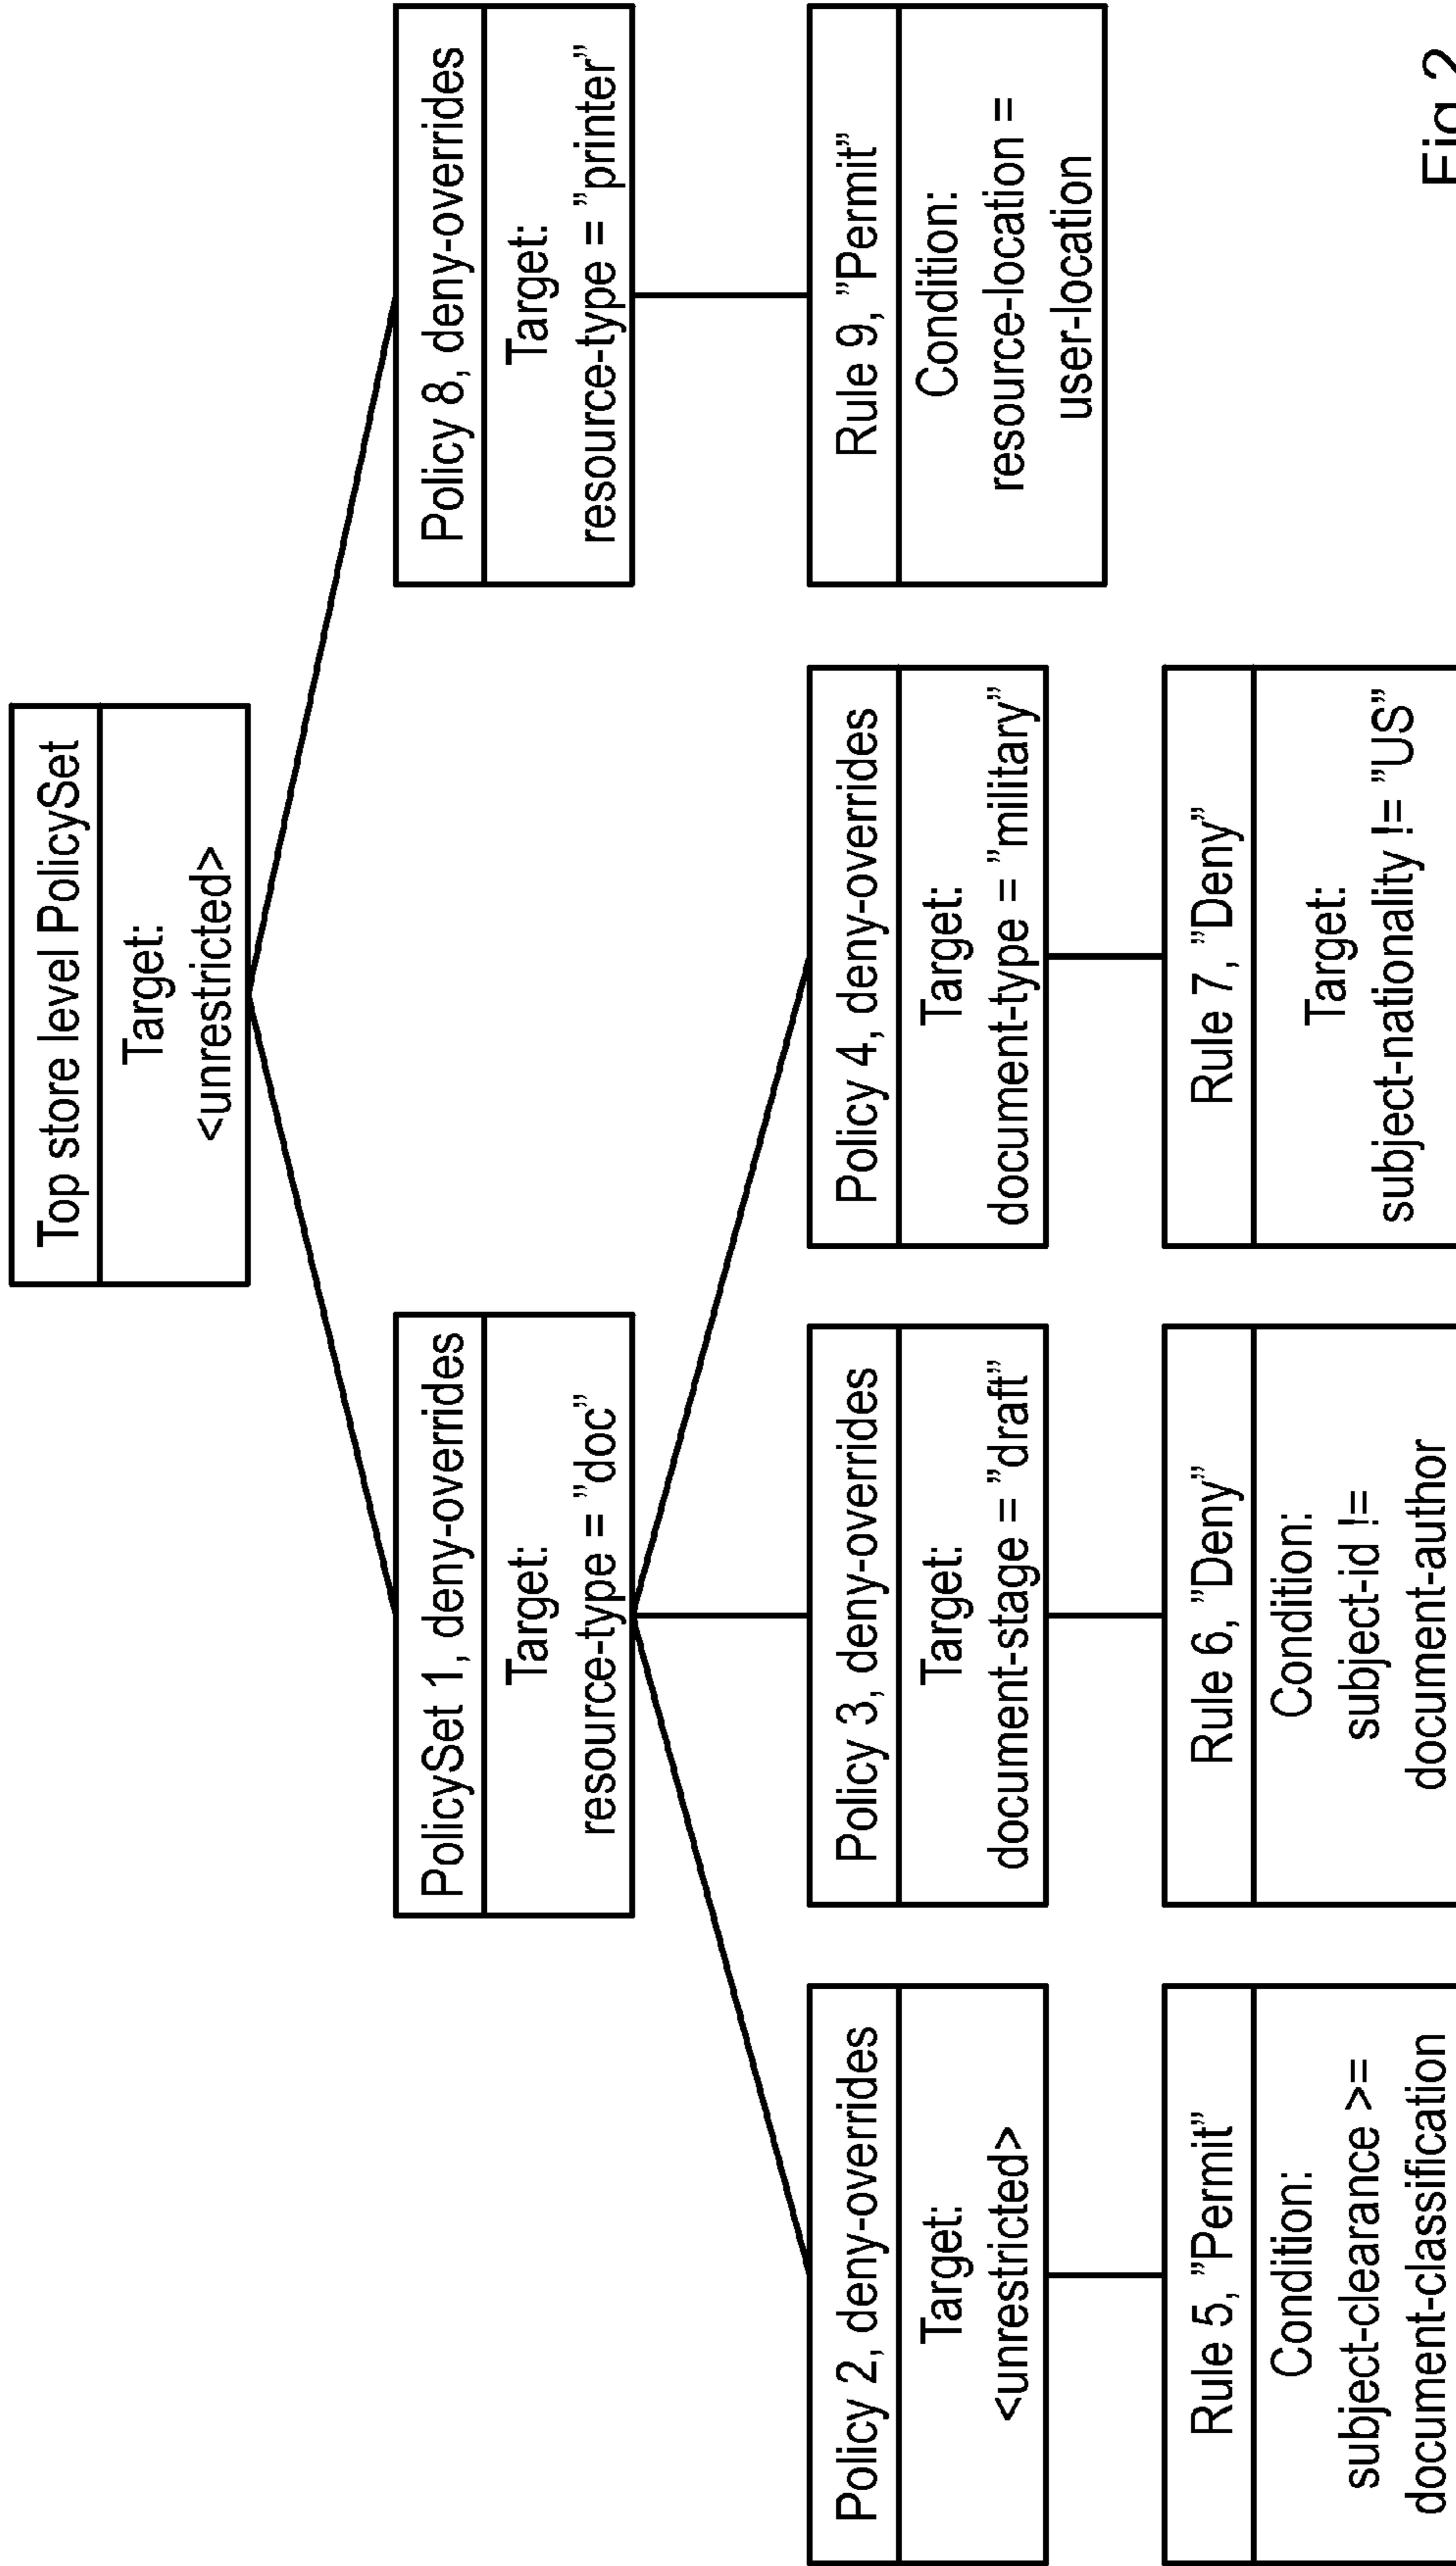 Top store level PolicySet
Target:
<unrestricted>
PolicySet 1, deny-overrides
Target:
resource-type = ”doc”
Policy 8, deny-overrides
Target:
resource-type = ”printer”
Policy 2, deny-overrides
Target:
<unrestricted>
Policy 3, deny-overrides
Target:
document-stage = ”draft”
Policy 4, deny-overrides
Target:
document-type = ”military”
Rule 9, ”Permit”
Condition:
resource-location =
user-location
Rule 5, ”Permit”
Condition:
subject-clearance >=
document-classification
Rule 6, ”Deny”
Condition:
subject-id !=
document-author
Rule 7, ”Deny”
Target:
subject-nationality != ”US”
Fig 2